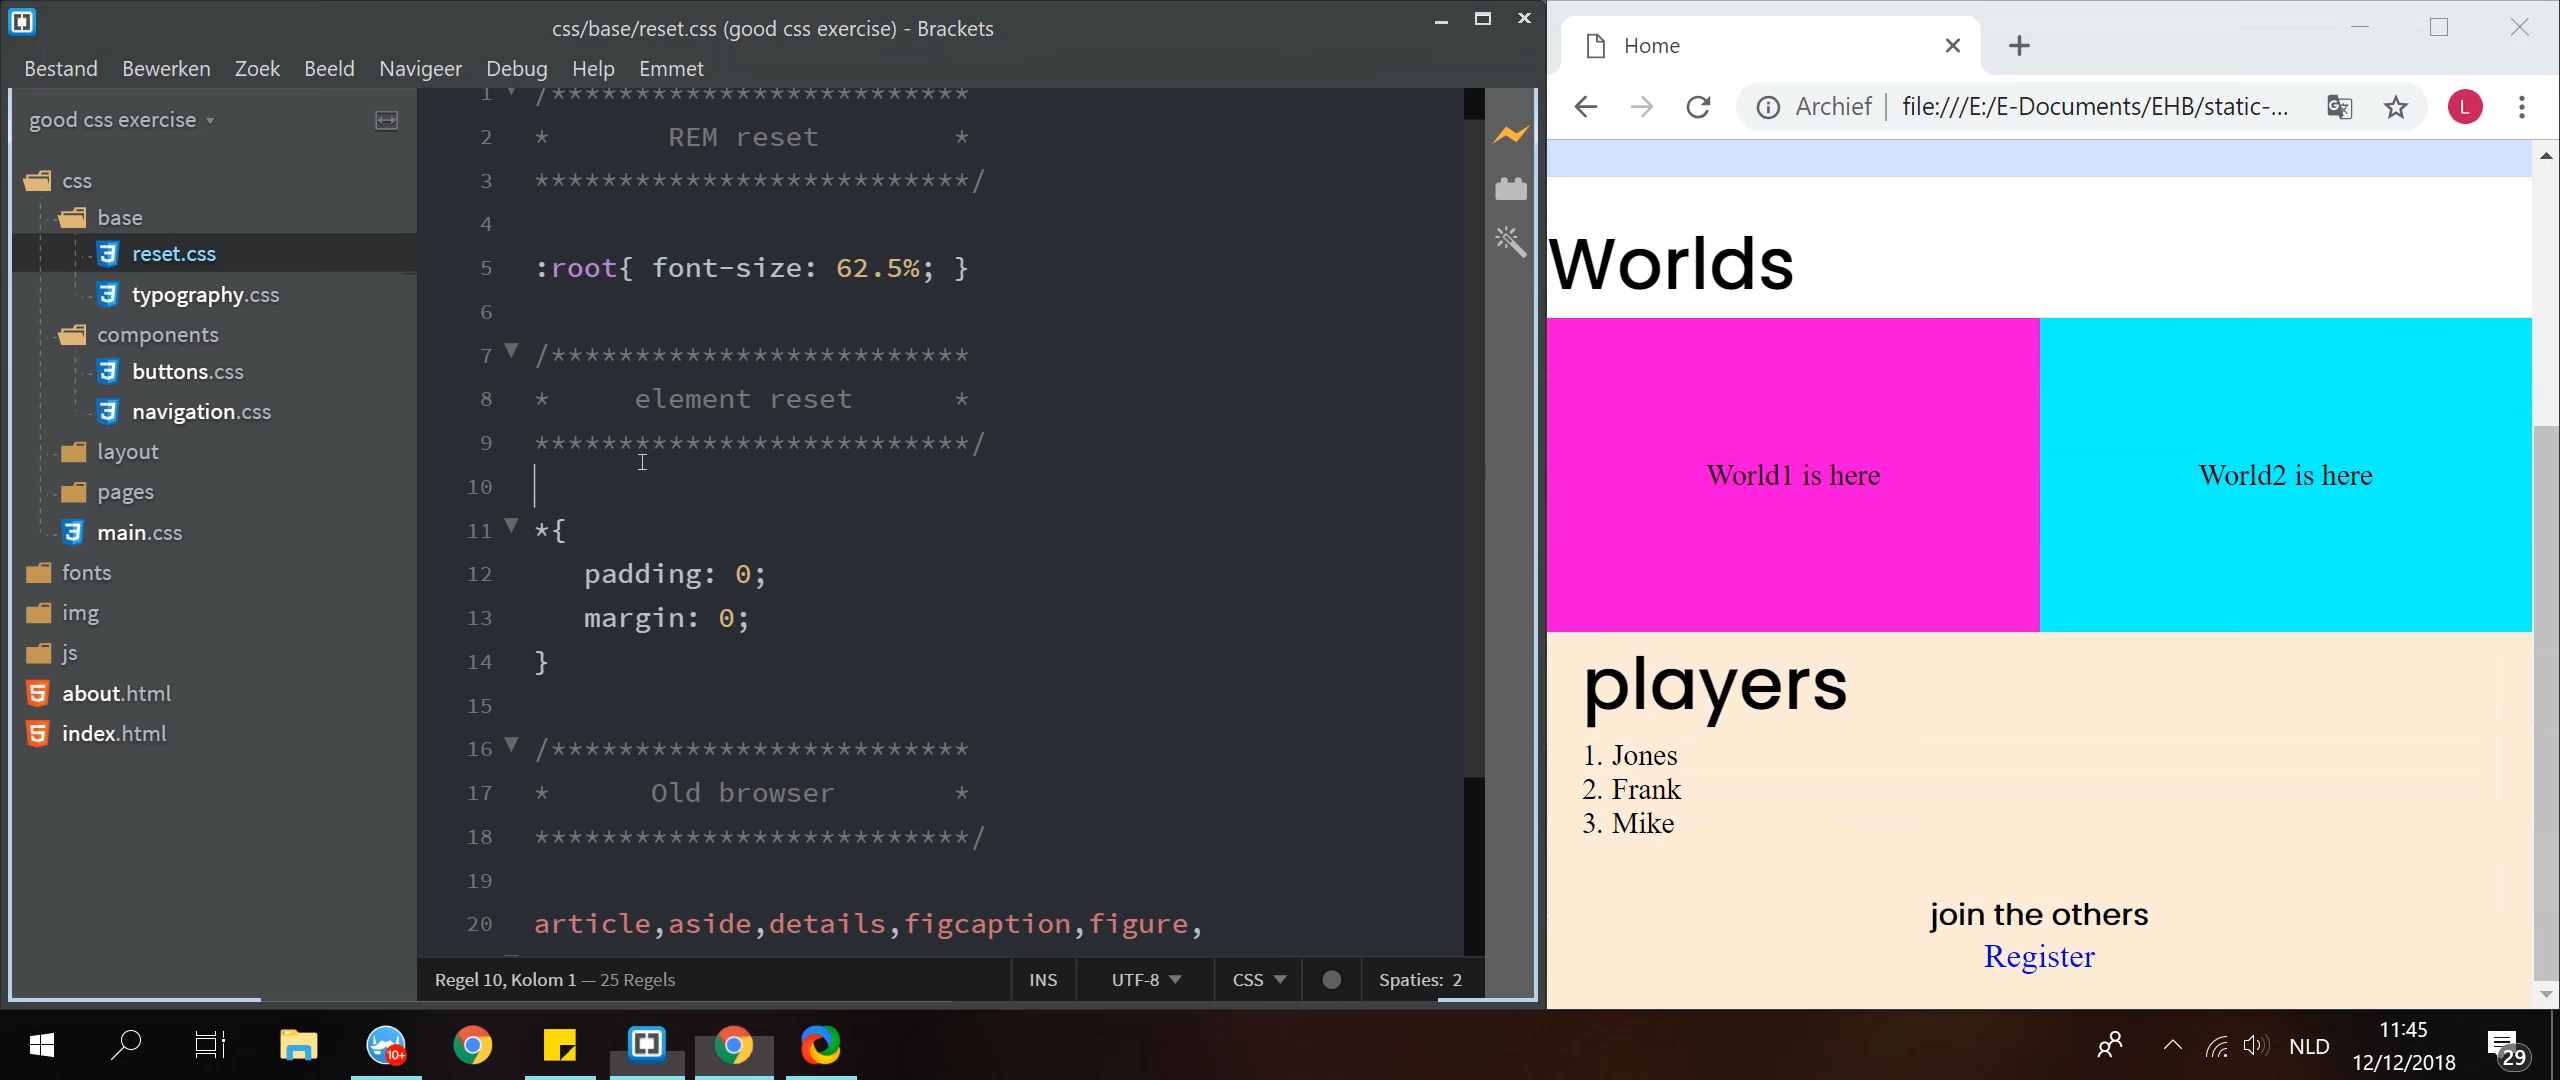 css/base/reset.css (good css exercise) - Brackets
Bestand Bewerken Zoek Beeld Navigeer Debug Help Emmet
good css exercise
css
base
reset.css
typography.css
components
buttons.css
navigation.css
layout
pages
main.css
fonts
img
js
about.html
index.html
1 /*************************
2 * REM reset *
3 **************************/
4
5 :root{ font-size: 62.5%; }
6
7 /*************************
8 * element reset *
9 **************************/
10
11 *{
12 padding: 0;
13 margin: 0;
14 }
15
16 /*************************
17 * Old browser *
18 **************************/
19
20 article,aside,details,figcaption,figure,
Regel 10, Kolom 1 — 25 Regels
INS UTF-8 CSS Spaties: 2
Home
Archief file:///E:/E-Documents/EHB/static-...
L
Worlds
World1 is here
World2 is here
players
1. Jones
2. Frank
3. Mike
join the others
Register
10+
NLD
11:45
12/12/2018
29